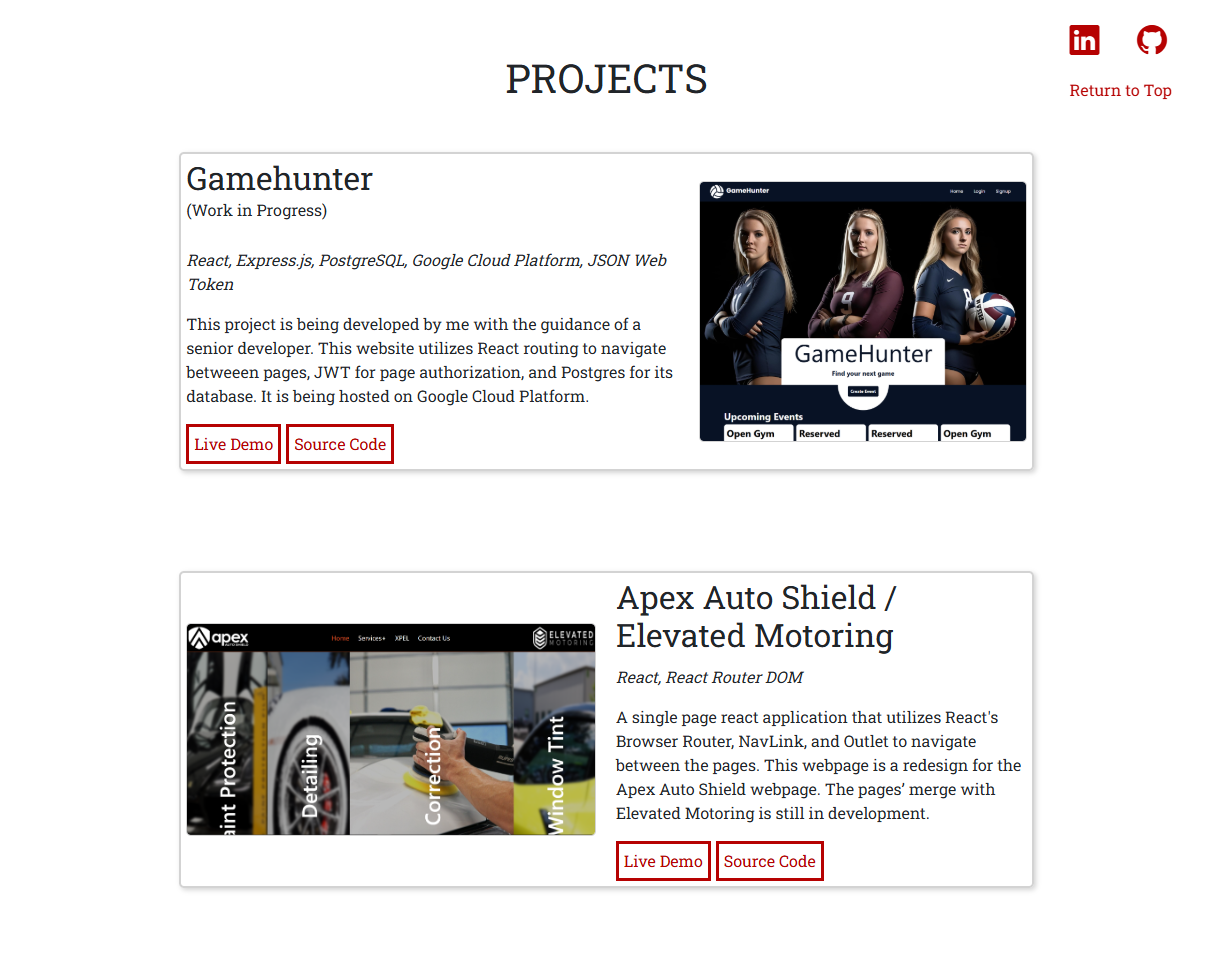 PROJECTS
Return to Top
Gamehunter
(Work in Progress)
React, Express.js, PostgreSQL, Google Cloud Platform, JSON Web
Token
This project is being developed by me with the guidance of a
senior developer. This website utilizes React routing to navigate
betweeen pages, JWT for page authorization, and Postgres for its
database. It is being hosted on Google Cloud Platform.
Live Demo Source Code
GameHunter
Home Login Signup
9
GameHunter
Find your next game
Create Event
Upcoming Events
Open Gym Reserved Reserved Open Gym
apex
AUTO SHIELD
Home Services+ XPEL Contact Us
ELEVATED
MOTORING
aint Protection
Detailing
Correction
Window Tint
Apex Auto Shield /
Elevated Motoring
React, React Router DOM
A single page react application that utilizes React's
Browser Router, NavLink, and Outlet to navigate
between the pages. This webpage is a redesign for the
Apex Auto Shield webpage. The pages’ merge with
Elevated Motoring is still in development.
Live Demo Source Code